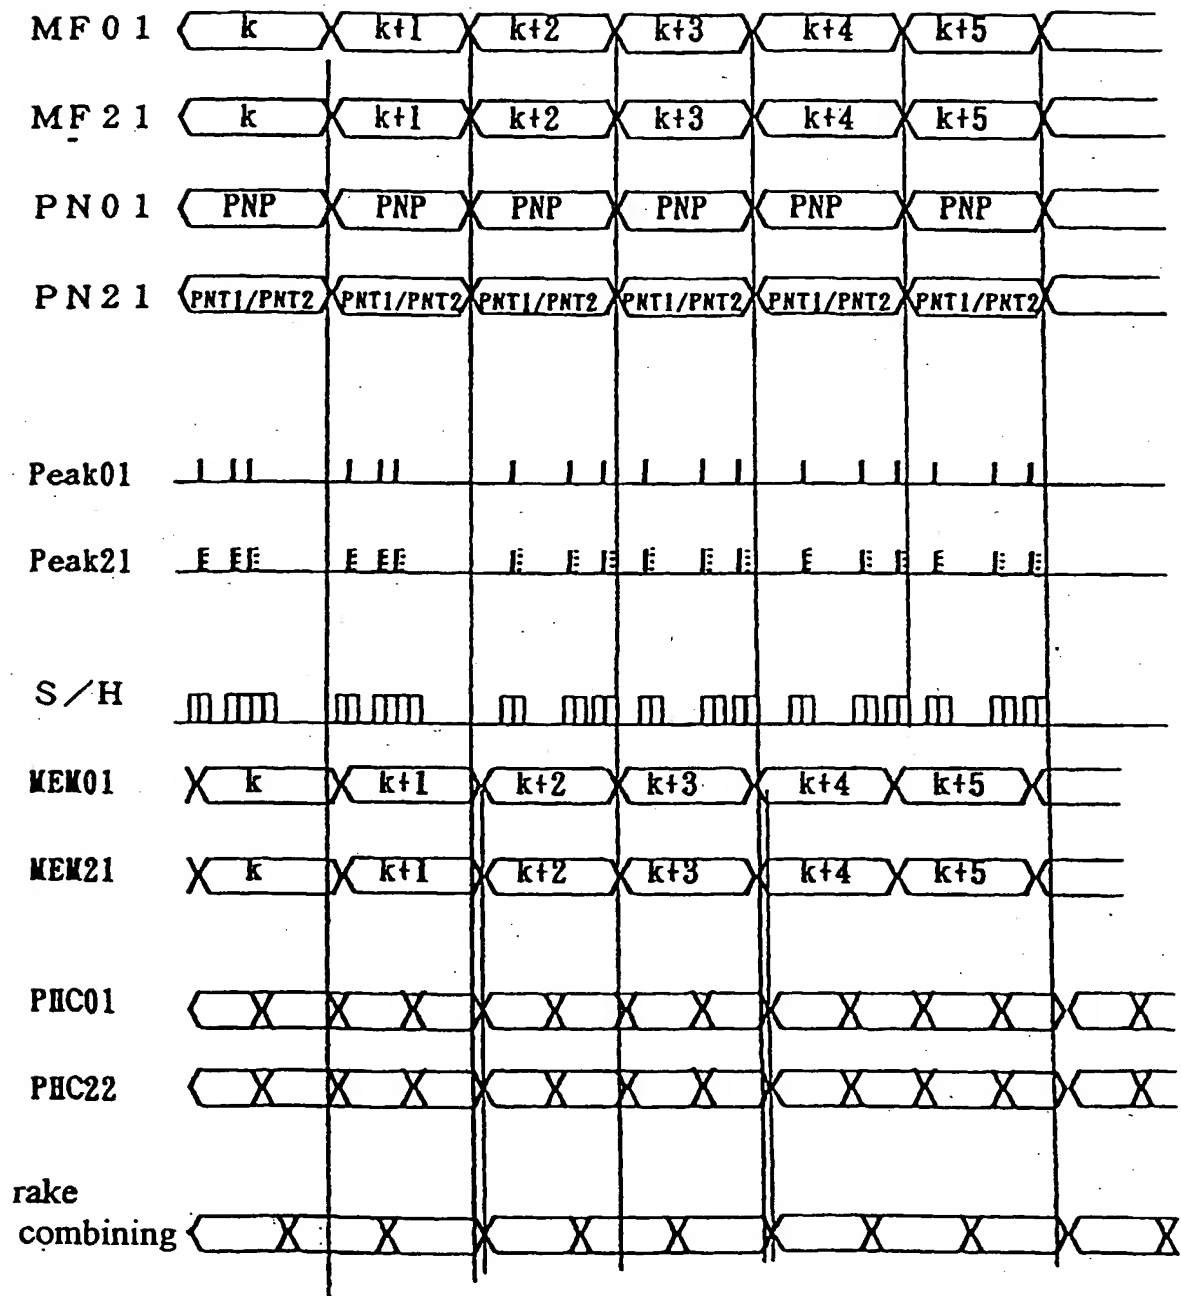 MF01 k k+1 k+2 k+3 k+4 k+5
MF21 k k+1 k+2 k+3 k+4 k+5
PN01 PNP PNP PNP PNP PNP PNP
PN21 PNT1/PNT2 PNT1/PNT2 PNT1/PNT2 PNT1/PNT2 PNT1/PNT2 PNT1/PNT2
Peak01
Peak21
S/H
MEM01 k k+1 k+2 k+3 k+4 k+5
MEM21 k k+1 k+2 k+3 k+4 k+5
PHC01
PHC22
rake
combining